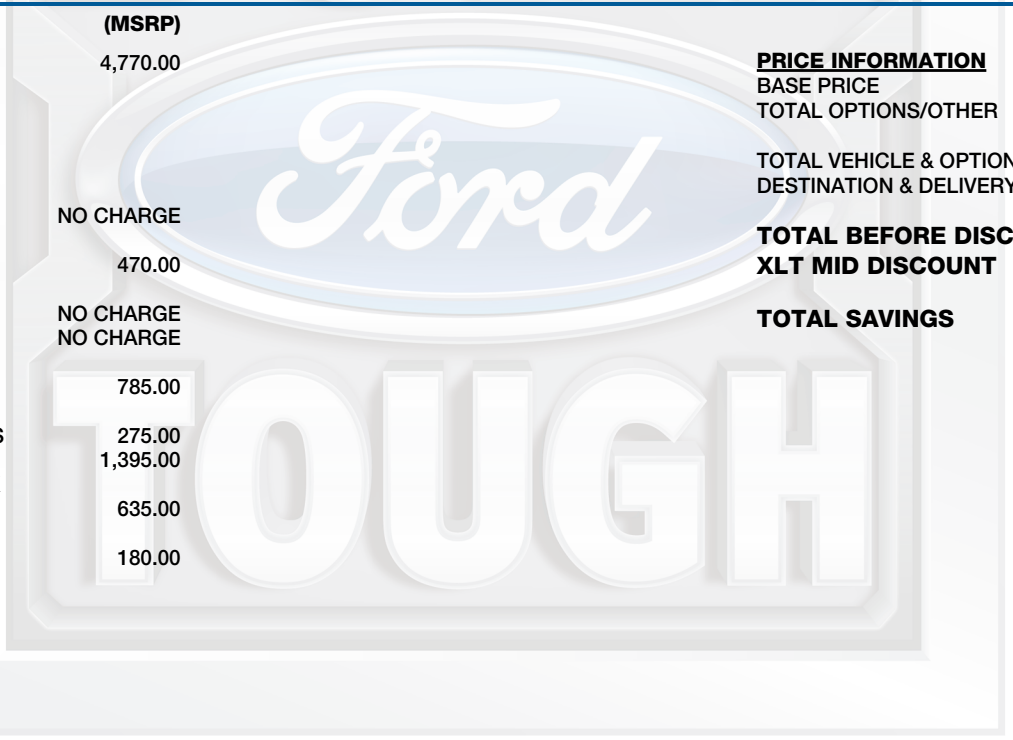 (MSRP)
4,770.00
NO CHARGE
470.00
NO CHARGE
NO CHARGE
785.00
S 275.00
1,395.00
635.00
180.00
Ford
TOUGH
PRICE INFORMATION
BASE PRICE
TOTAL OPTIONS/OTHER
TOTAL VEHICLE & OPTION
DESTINATION & DELIVERY
TOTAL BEFORE DISC
XLT MID DISCOUNT
TOTAL SAVINGS